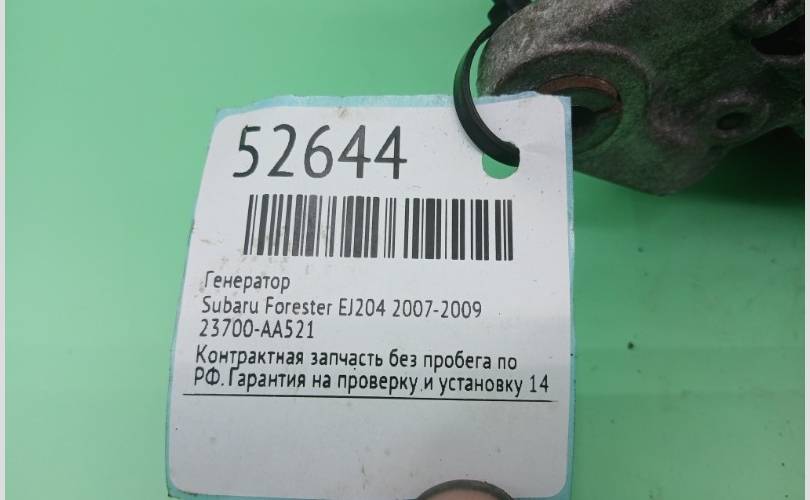 52644
Генератор
Subaru Forester EJ204 2007-2009
23700-AA521
Контрактная запчасть без пробега по
РФ. Гарантия на проверку и установку 14